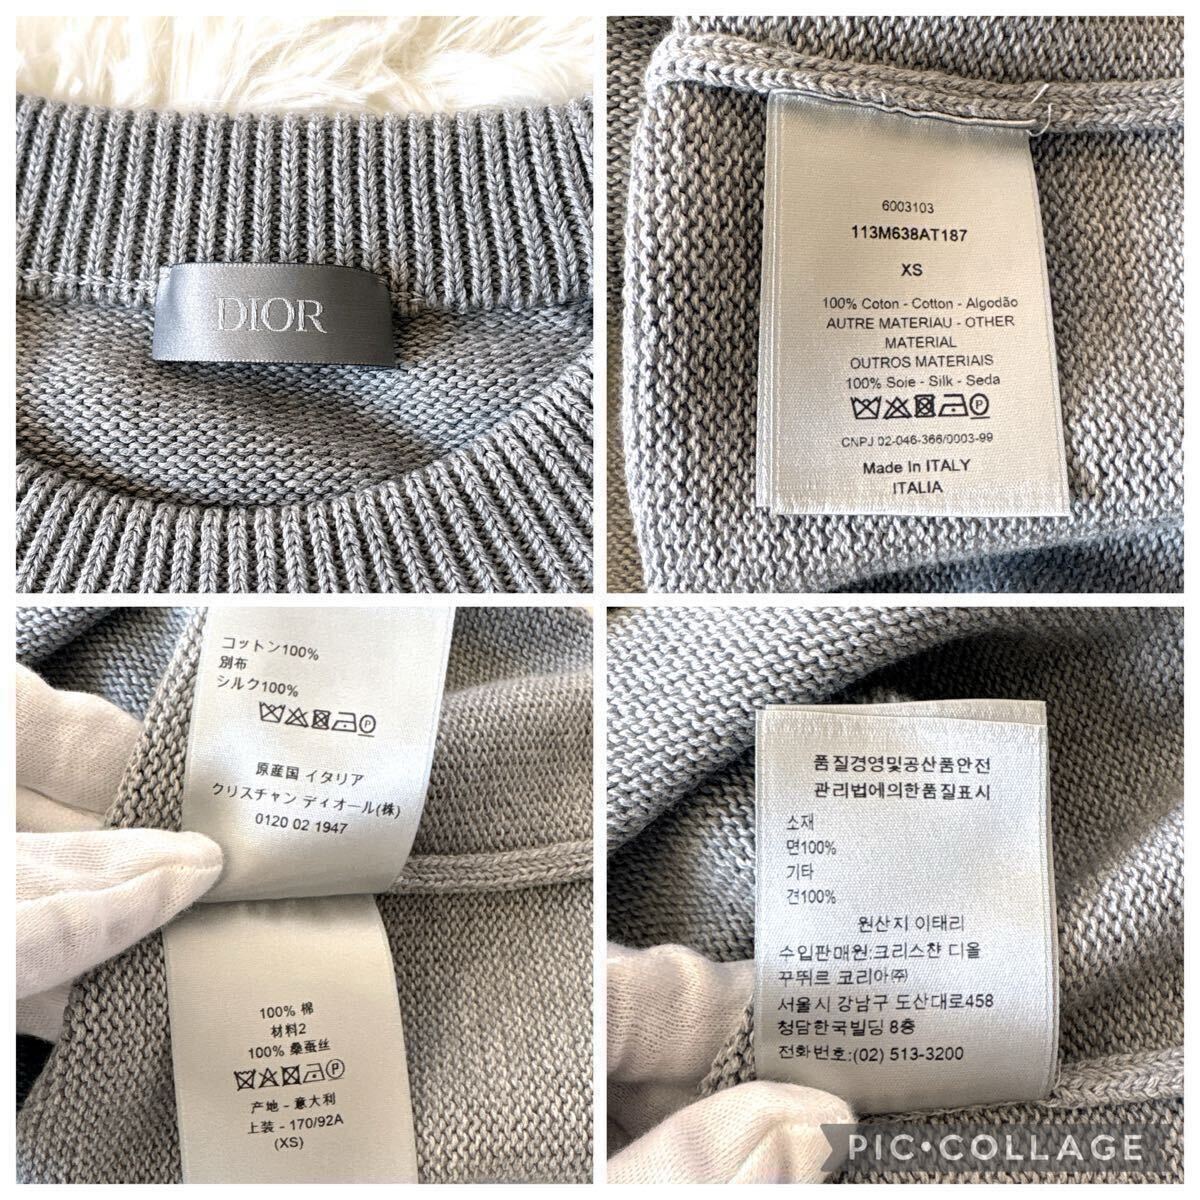 DIOR
6003103
113M638AT187
XS
100% Coton - Cotton - Algodão
AUTRE MATERIAU - OTHER
MATERIAL
OUTROS MATERIAIS
100% Soie - Silk - Seda
CNPJ 02-046-366/0003-99
Made In ITALY
ITALIA
コットン100%
別布
シルク100%
原産国 イタリア
クリスチャン ディオール(株)
0120 02 1947
100% 棉
材料2
100% 桑蚕丝
产地 - 意大利
上装 - 170/92A
(XS)
품질경영및공산품안전
관리법에의한품질표시
소재
면100%
기타
견100%
원산지 이태리
수입판매원:크리스챤 디올
꾸뛰르 코리아㈜
서울시 강남구 도산대로458
청담한국빌딩 8층
전화번호:(02) 513-3200
PIC•COLLAGE